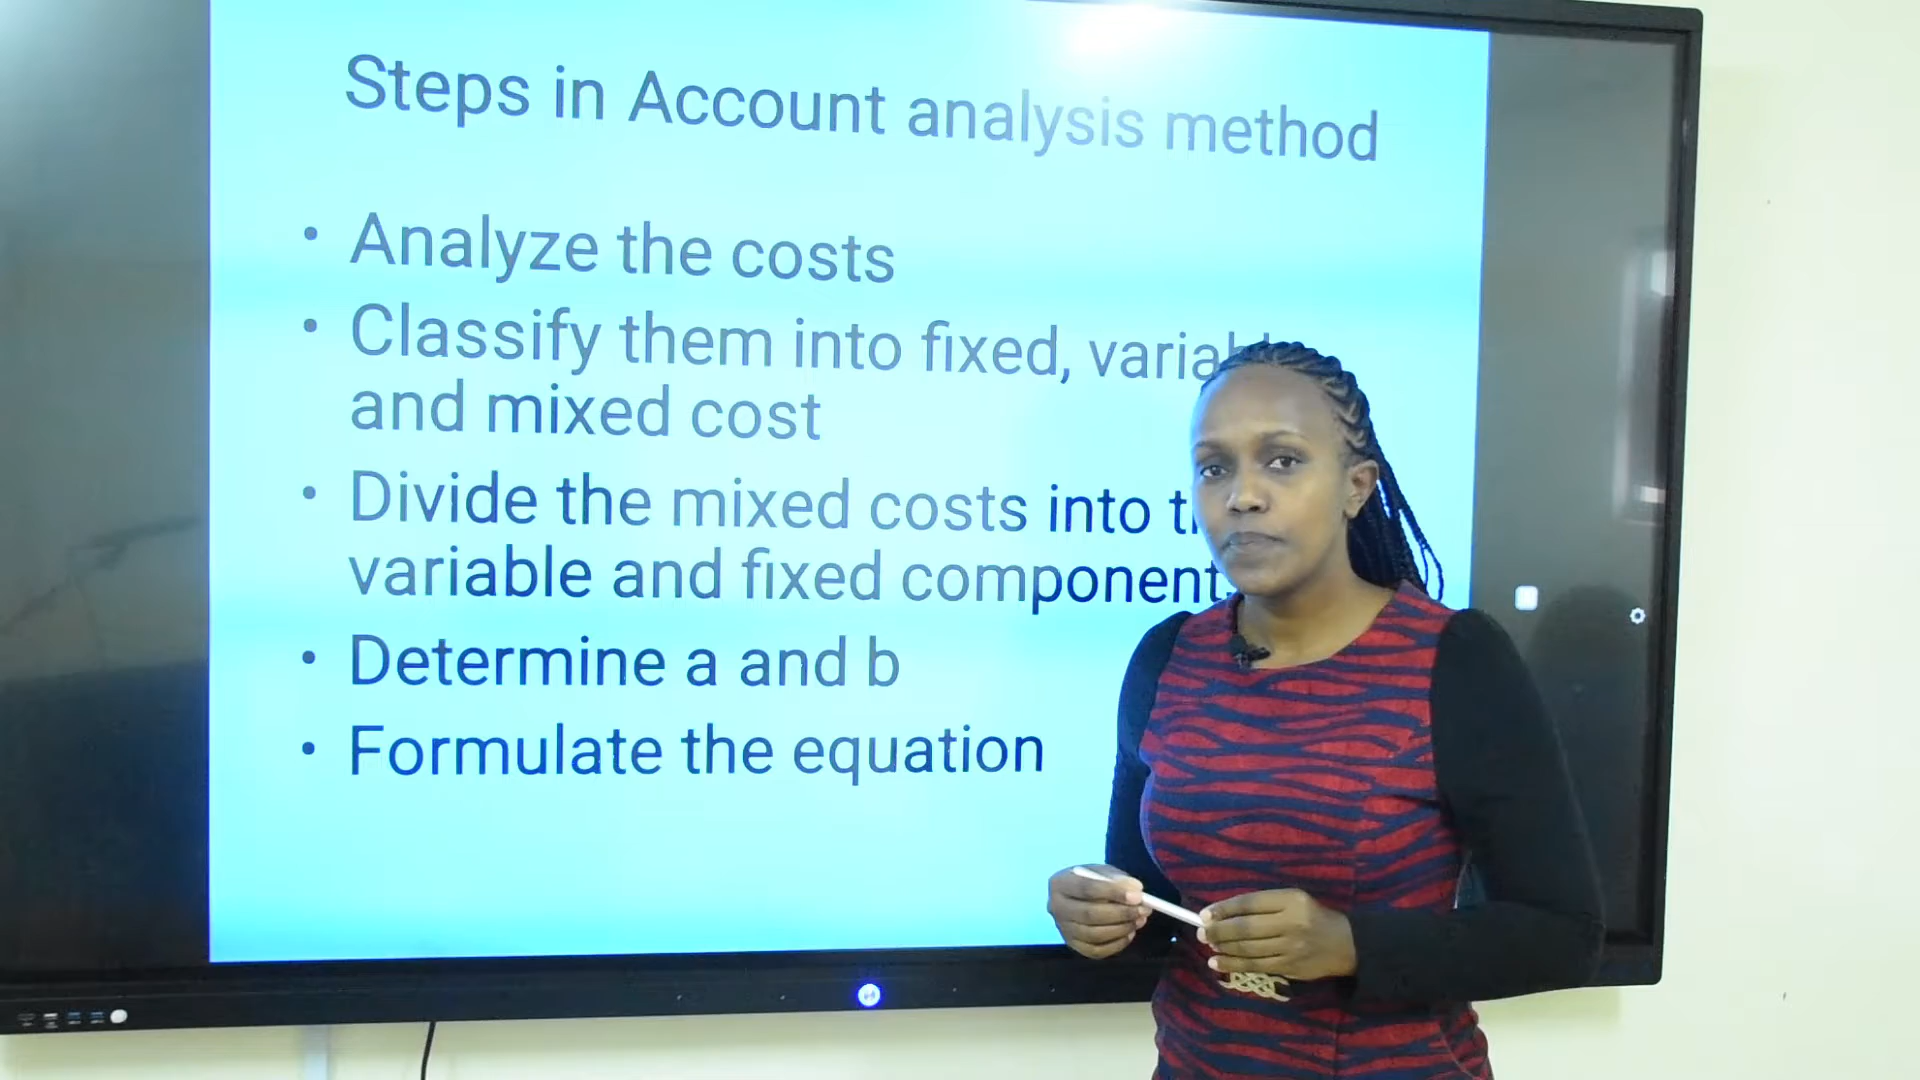 Steps in Account analysis method
• Analyze the costs
• Classify them into fixed,
and mixed cost
• Divide the mixed costs into
variable and fixed component
• Determine a and b
• Formulate the equation